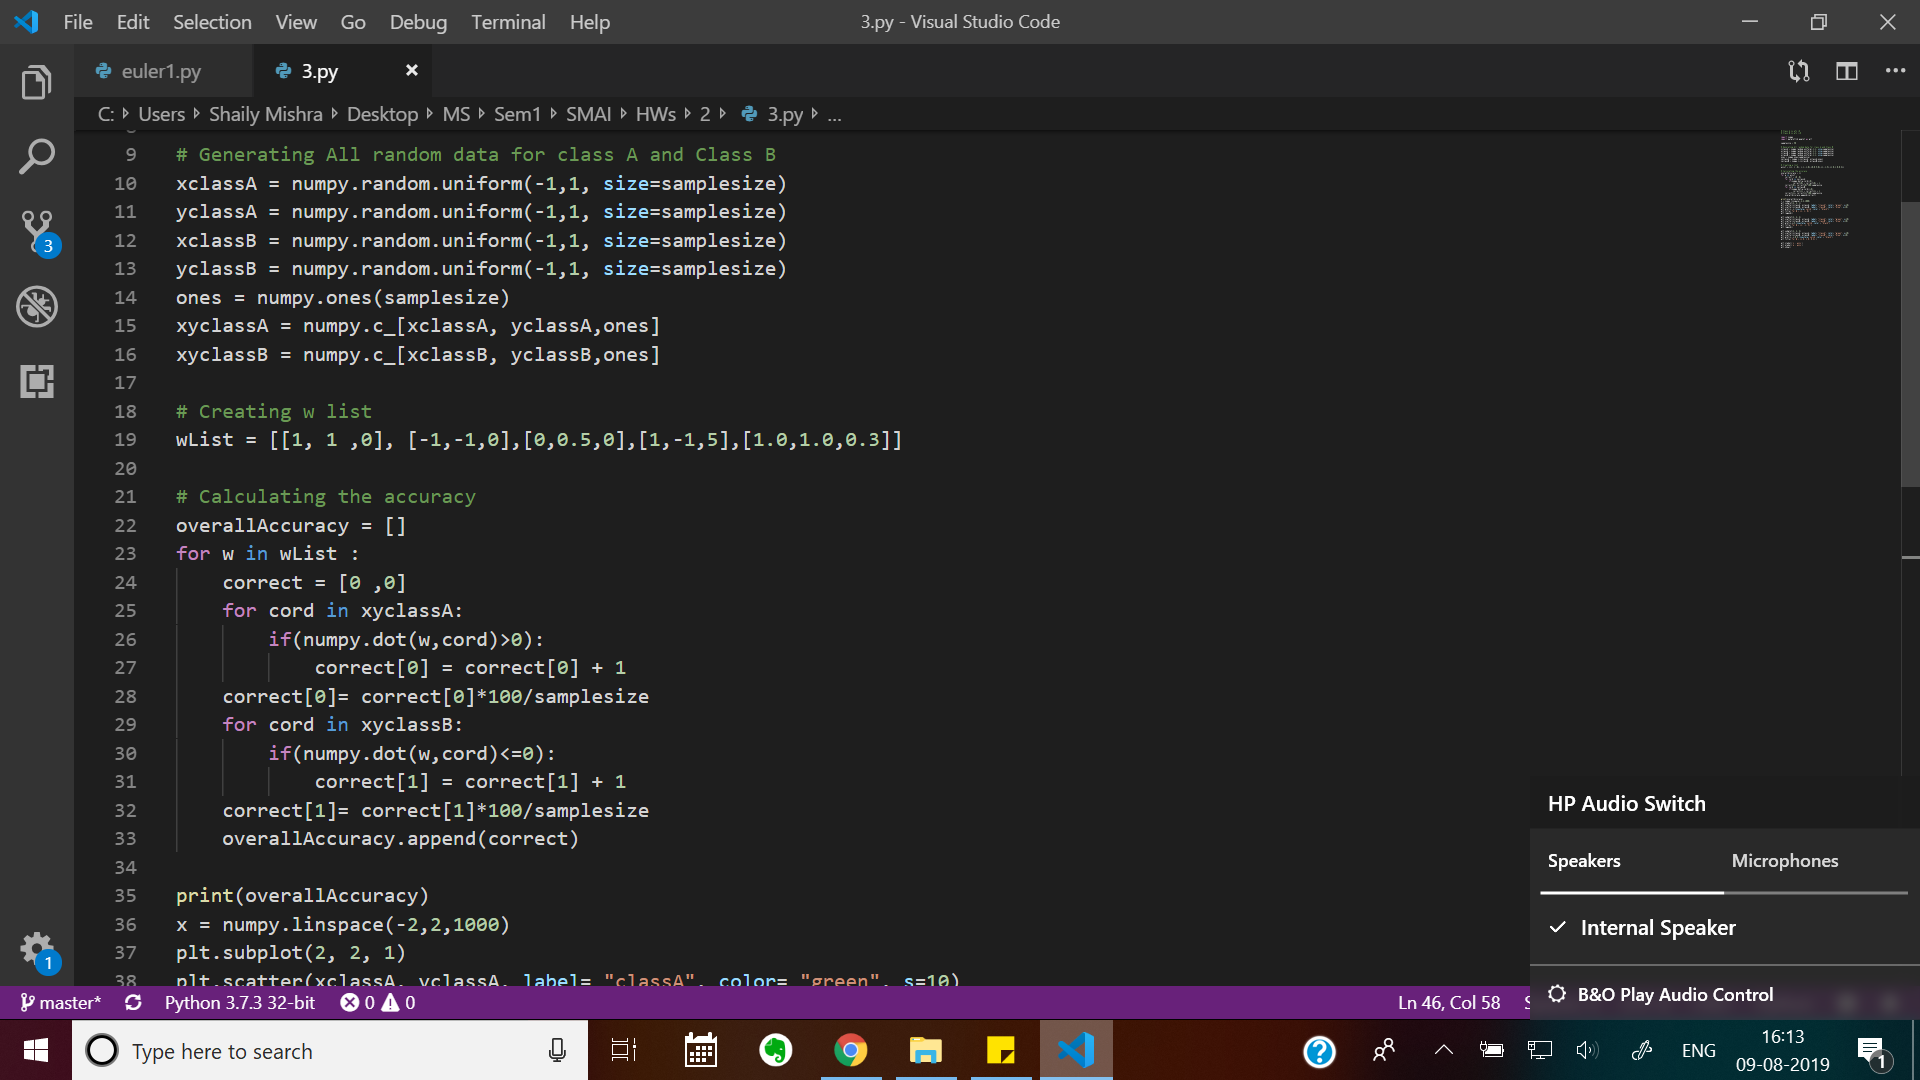 File Edit Selection View Go Debug Terminal Help
3.py - Visual Studio Code
euler1.py
3.py
C: Users Shaily Mishra Desktop MS Sem1 SMAI HWs 2 3.py ...
9 # Generating All random data for class A and Class B
10 xclassA = numpy.random.uniform(-1,1, size=samplesize)
11 yclassA = numpy.random.uniform(-1,1, size=samplesize)
12 xclassB = numpy.random.uniform(-1,1, size=samplesize)
13 yclassB = numpy.random.uniform(-1,1, size=samplesize)
14 ones = numpy.ones(samplesize)
15 xyclassA = numpy.c_[xclassA, yclassA,ones]
16 xyclassB = numpy.c_[xclassB, yclassB,ones]
17
18 # Creating w list
19 wList = [[1, 1 ,0], [-1,-1,0],[0,0.5,0],[1,-1,5],[1.0,1.0,0.3]]
20
21 # Calculating the accuracy
22 overallAccuracy = []
23 for w in wList :
24 correct = [0 ,0]
25 for cord in xyclassA:
26 if(numpy.dot(w,cord)>0):
27 correct[0] = correct[0] + 1
28 correct[0]= correct[0]*100/samplesize
29 for cord in xyclassB:
30 if(numpy.dot(w,cord)<=0):
31 correct[1] = correct[1] + 1
32 correct[1]= correct[1]*100/samplesize
33 overallAccuracy.append(correct)
34
35 print(overallAccuracy)
36 x = numpy.linspace(-2,2,1000)
37 plt.subplot(2, 2, 1)
38 plt.scatter(xclassA, yclassA, label= "classA", color= "green", s=10)
3
1
HP Audio Switch
Speakers
Microphones
Internal Speaker
B&O Play Audio Control
master*
Python 3.7.3 32-bit
0
0
Ln 46, Col 58
Type here to search
ENG
16:13
09-08-2019
1